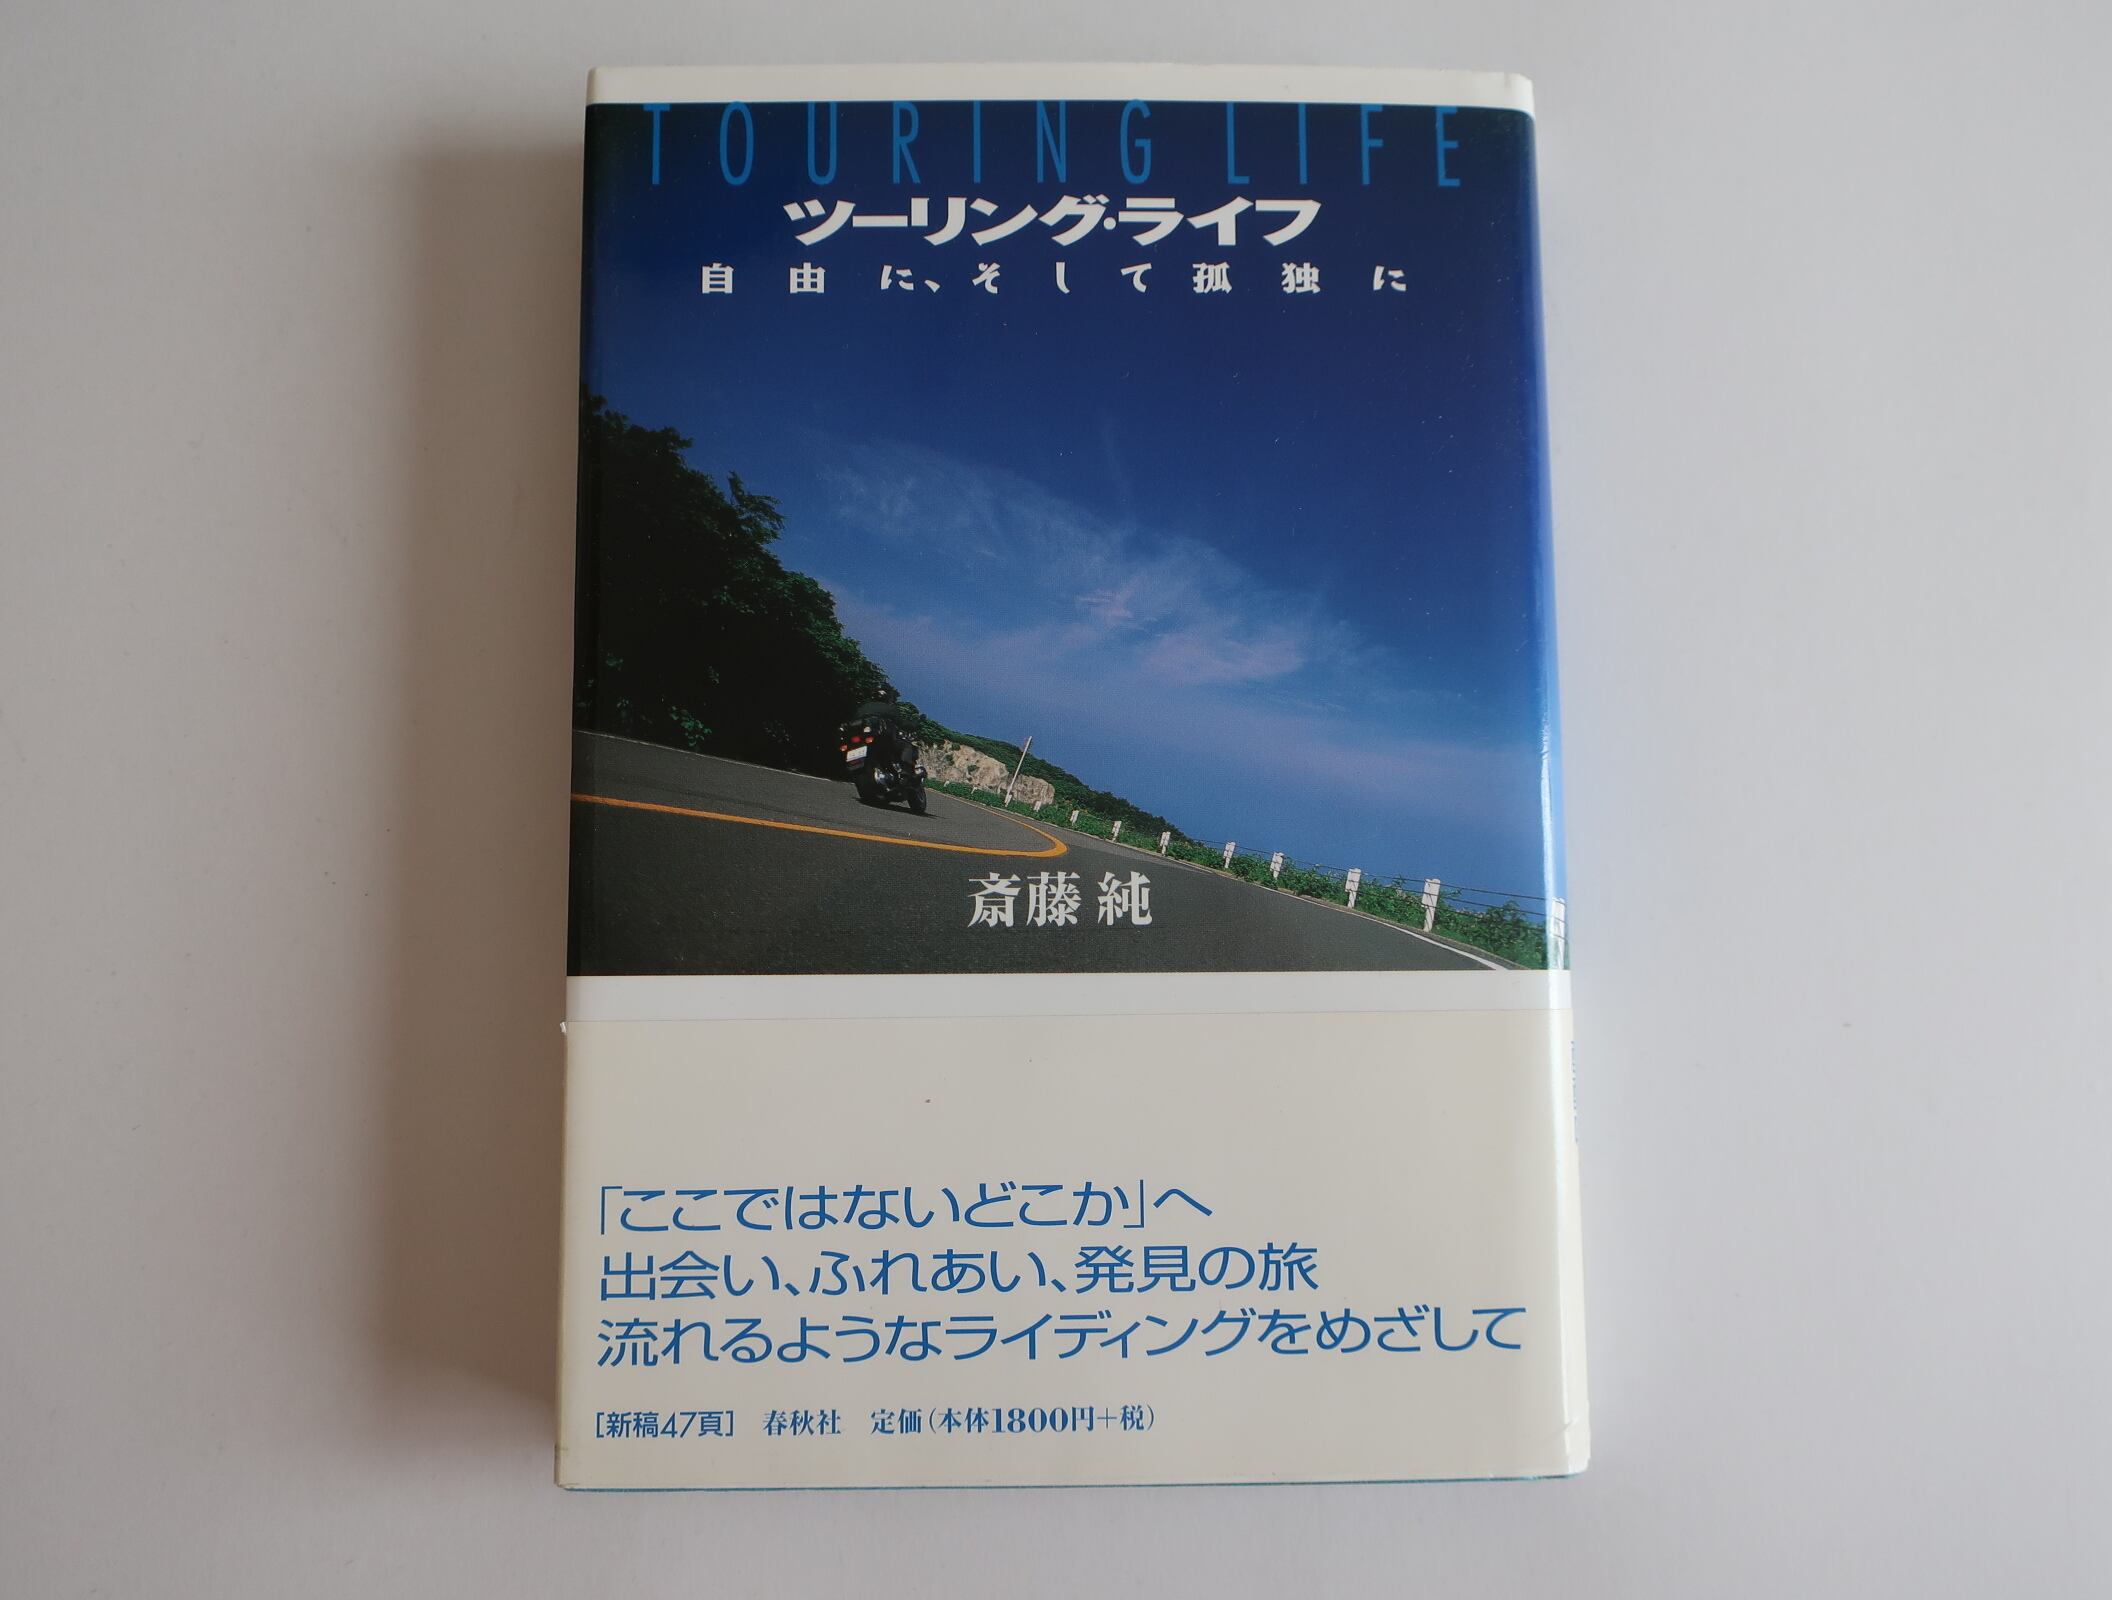 TOURING LIFE
ツーリング・ライフ
自由に、そして孤独に
斎藤 純
「ここではないどこか」へ
出会い、ふれあい、発見の旅
流れるようなライディングをめざして
[新稿47頁] 春秋社 定価(本体1800円+税)